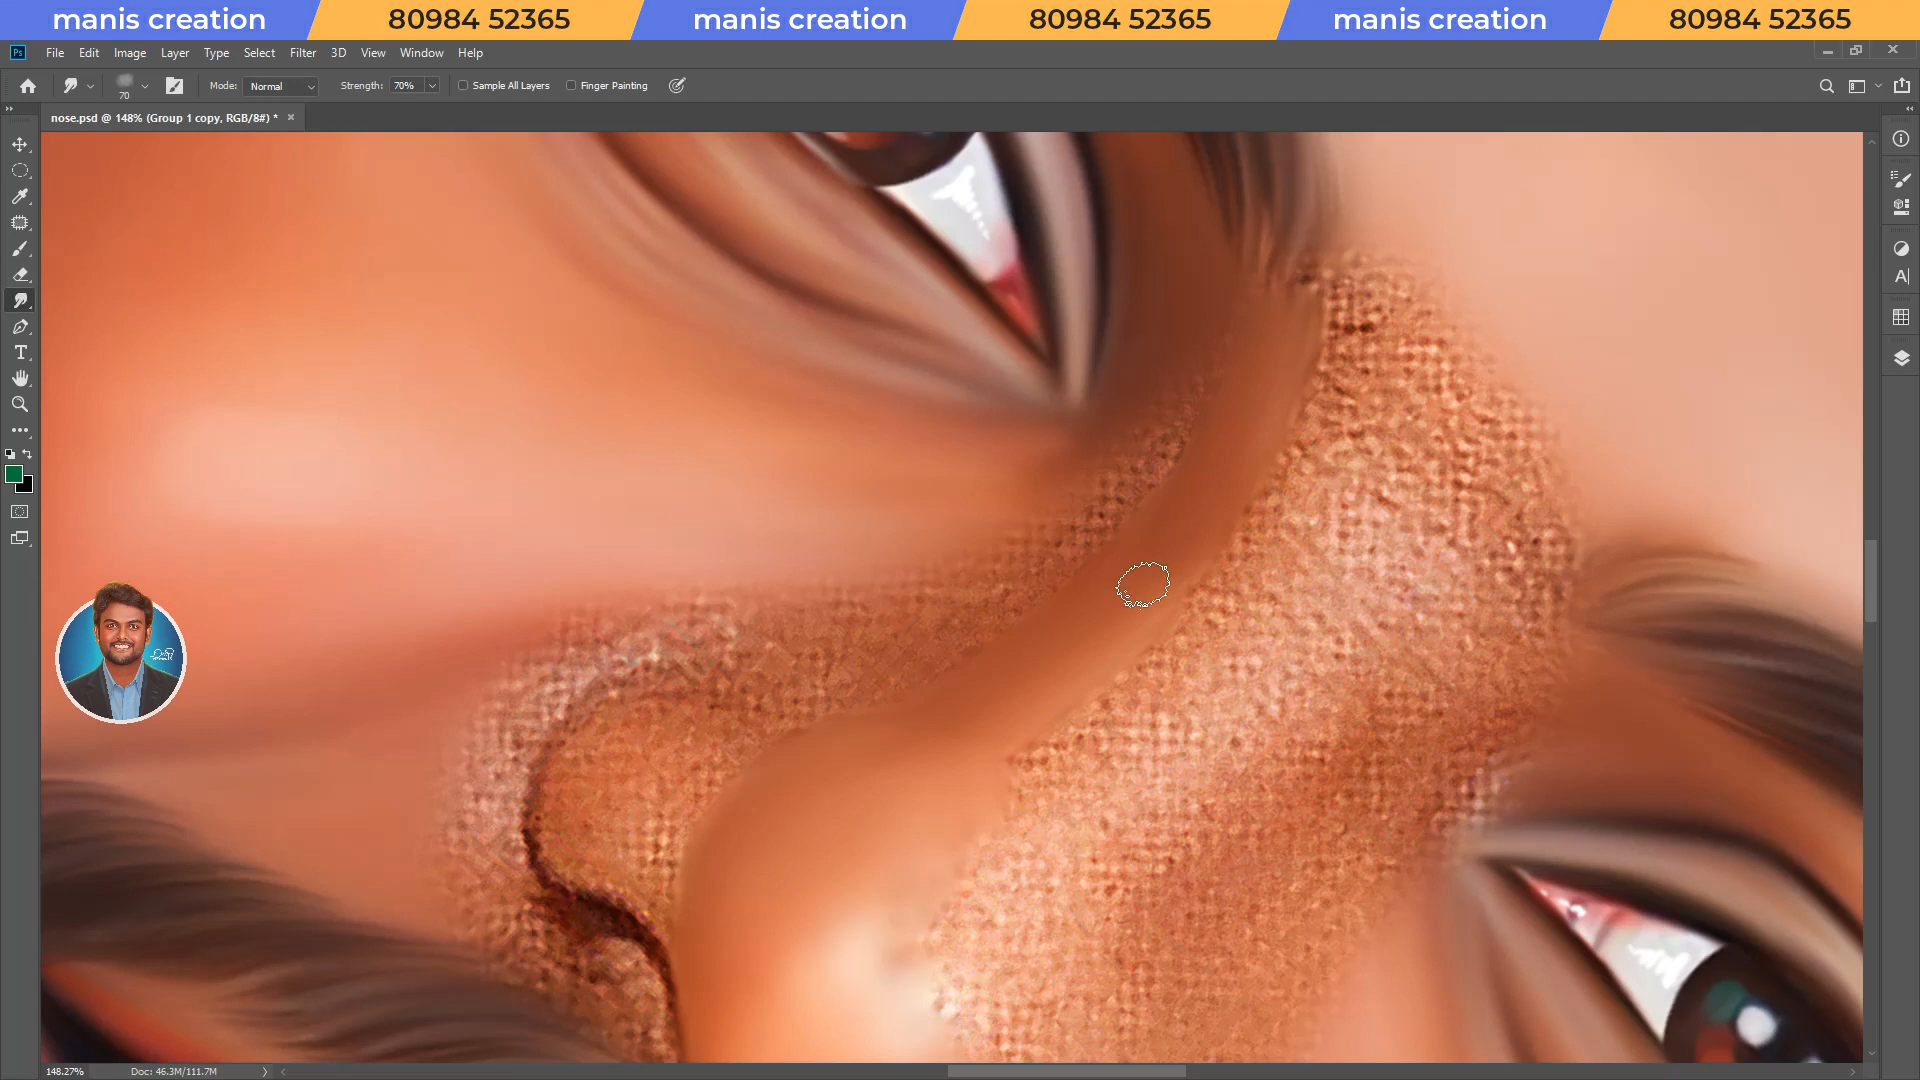 manis creation 80984 52365 manis creation 80984 52365 manis creation 80984 52365
Ps File Edit Image Layer Type Select Filter 3D View Window Help
70 Mode: Normal Strength: 70% Sample All Layers Finger Painting
nose.psd @ 148% (Group 1 copy, RGB/8#) *
148.27% Doc: 46.3M/111.7M